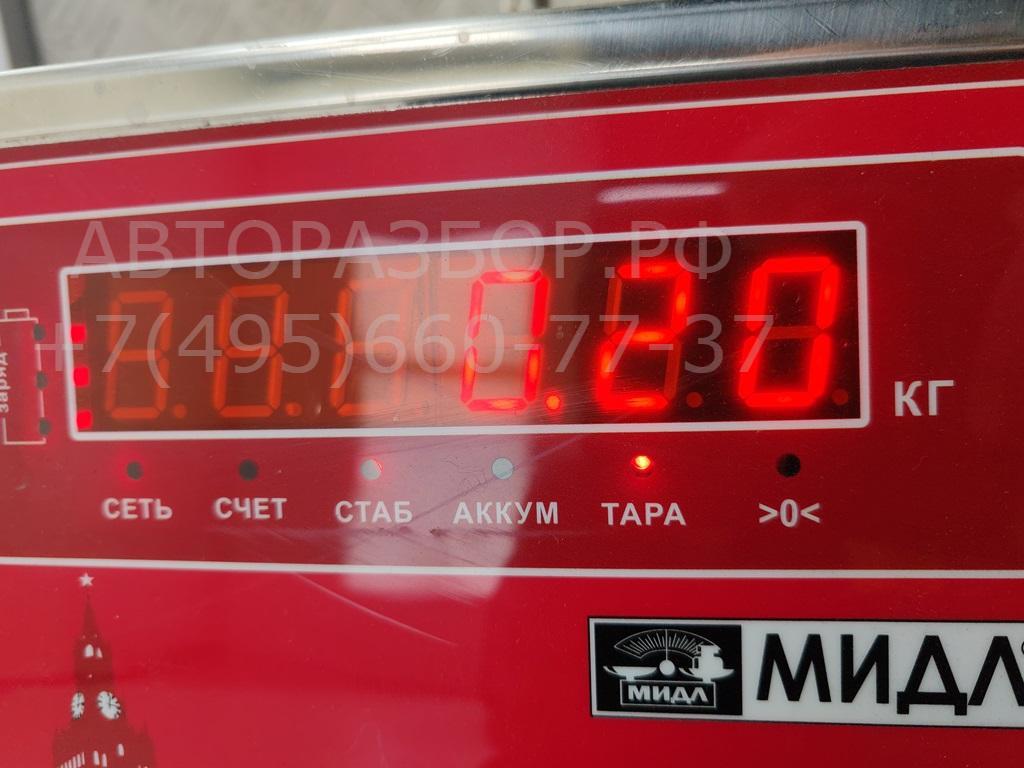 АВТОРАЗБОР.РФ
+7(495)660-77-37
заряд
0.20
КГ
СЕТЬ СЧЕТ СТАБ АККУМ ТАРА >0<
МИДЛ
МИДЛ